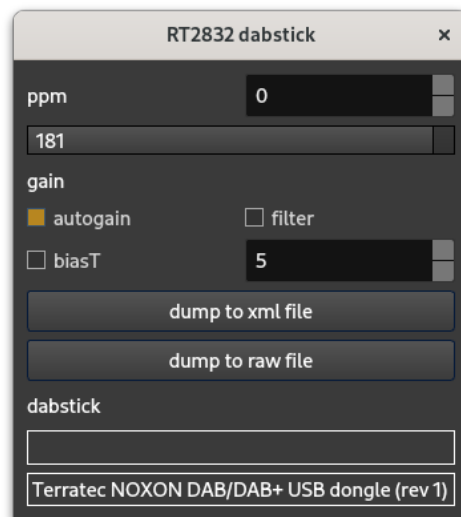 RT2832 dabstick ×
ppm 0
181
gain
autogain filter
biasT 5
dump to xml file
dump to raw file
dabstick
Terratec NOXON DAB/DAB+ USB dongle (rev 1)